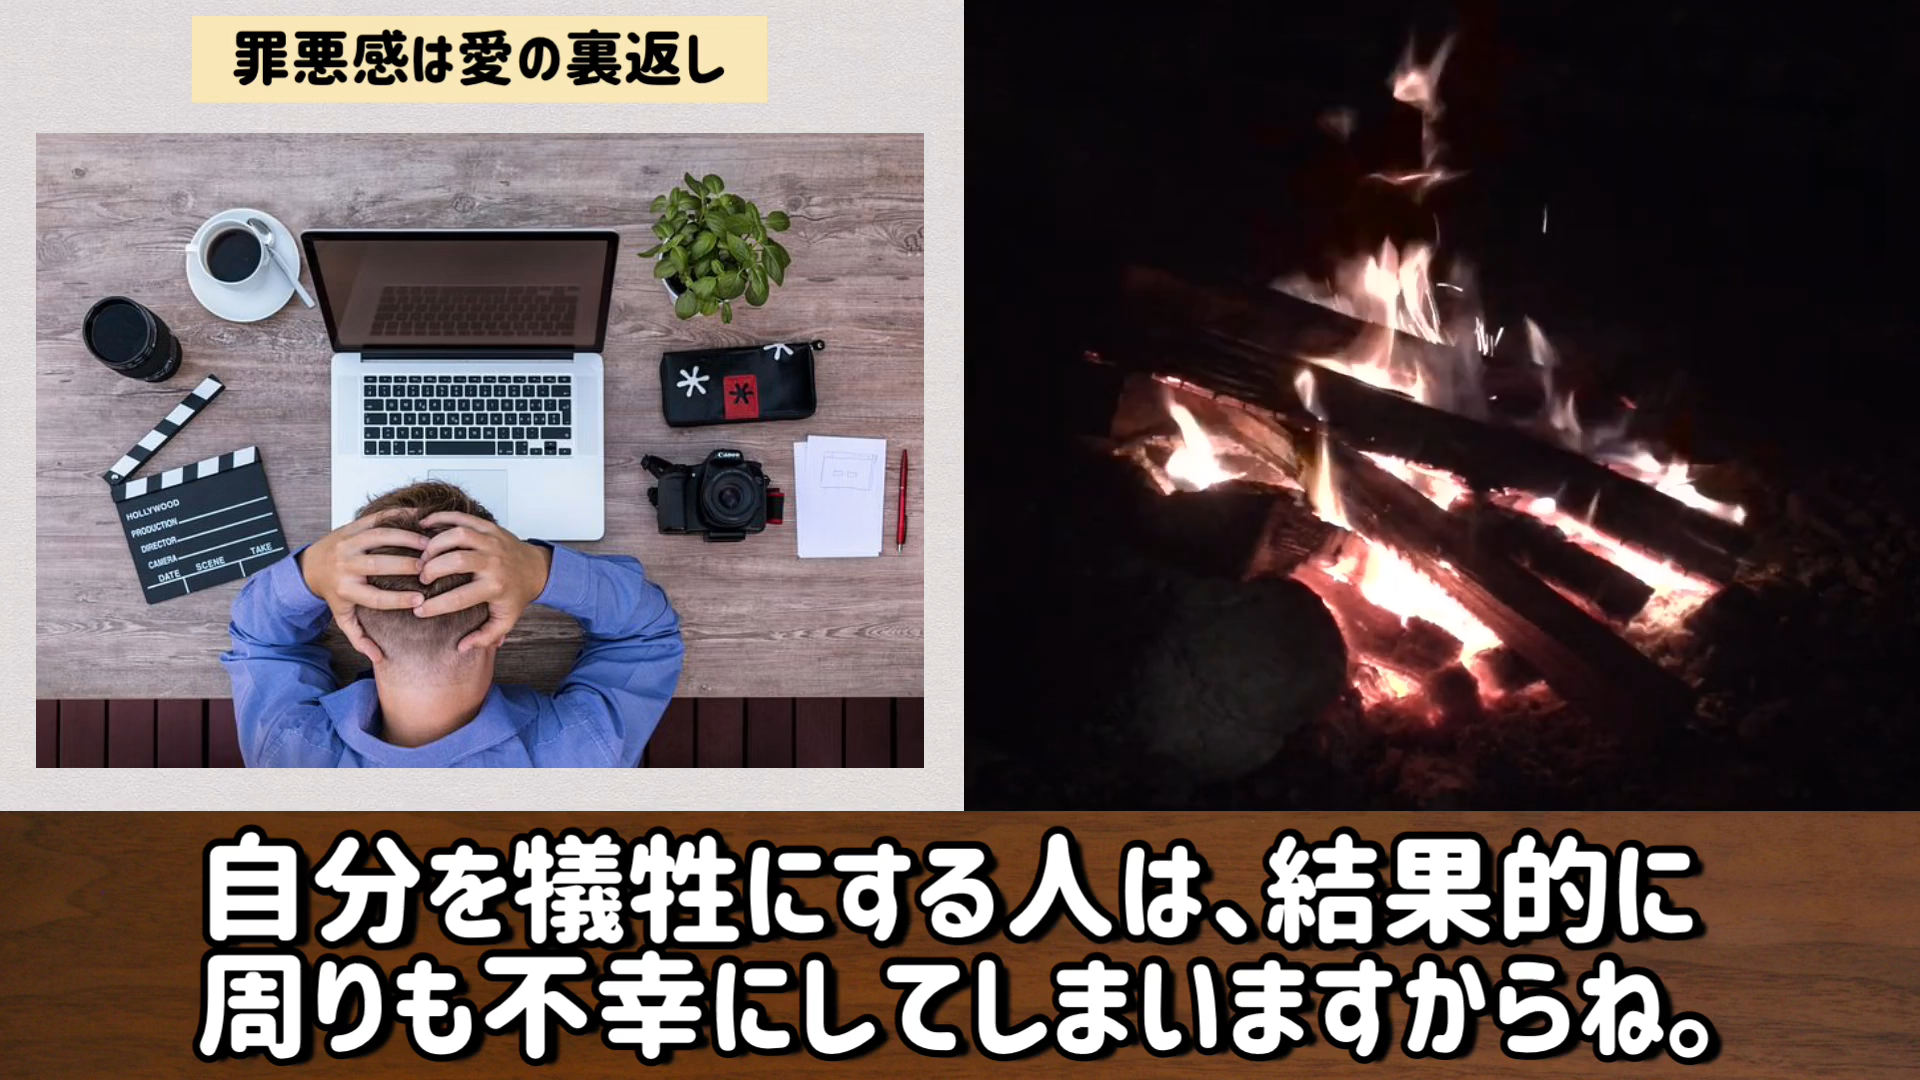 罪悪感は愛の裏返し
HOLLYWOOD
PRODUCTION
DIRECTOR
CAMERA
DATE SCENE TAKE
Canon
自分を犠牲にする人は、結果的に
周りも不幸にしてしまいますからね。